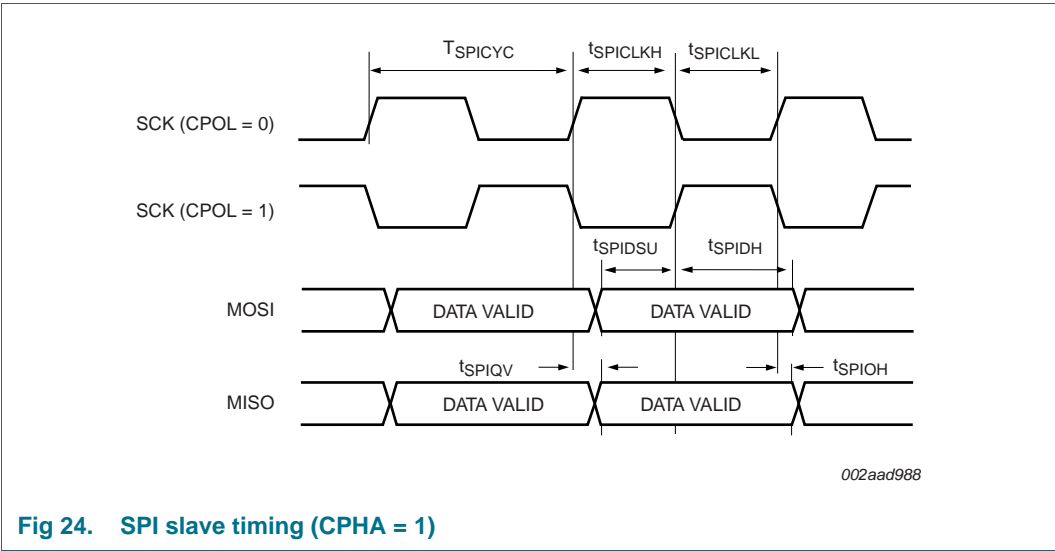 TSPICYC tSPICLKH tSPICLKL
SCK (CPOL = 0)
SCK (CPOL = 1)
tSPIDSU tSPIDH
MOSI DATA VALID DATA VALID
tSPIQV tSPIOH
MISO DATA VALID DATA VALID
002aad988
Fig 24. SPI slave timing (CPHA = 1)